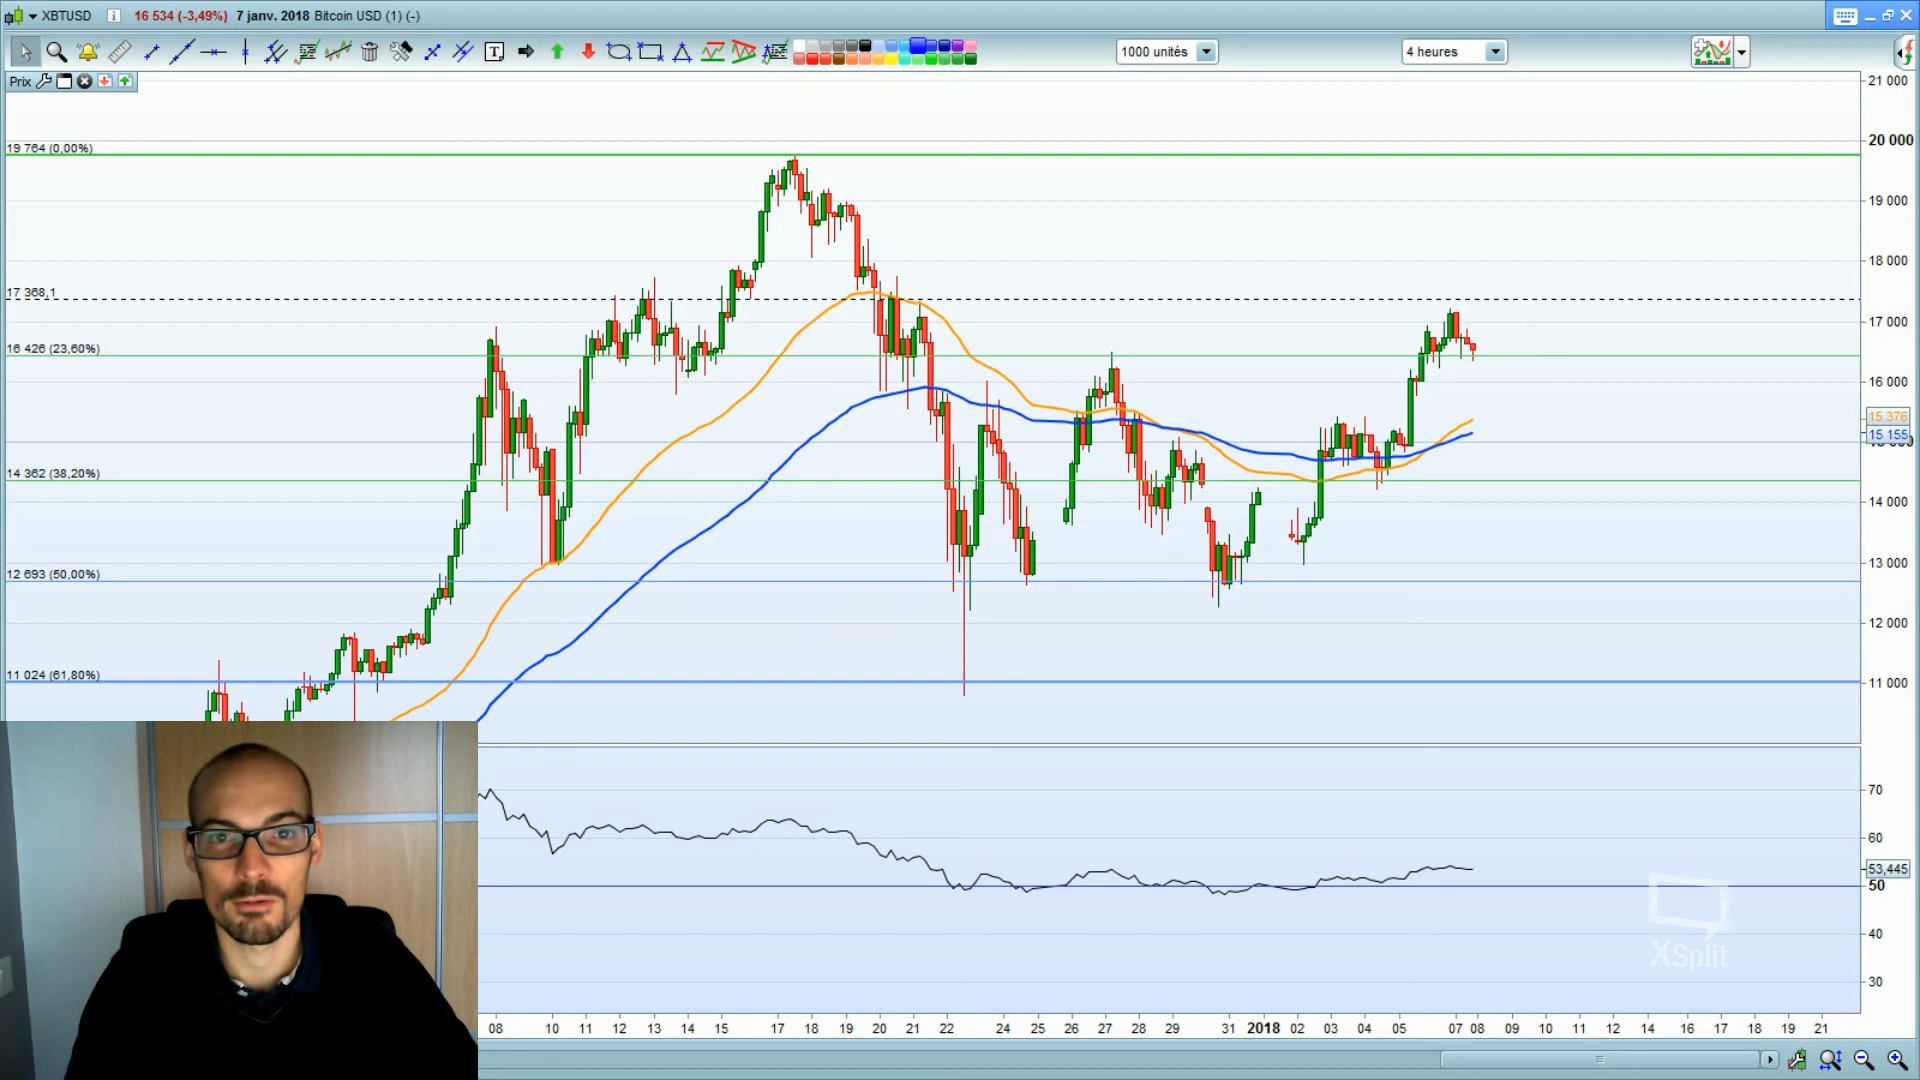 XBTUSD 16 534 (-3,49%) 7 janv. 2018 Bitcoin USD (1) (-)
1000 unités
4 heures
Prix
21 000
19 764 (0,00%)
20 000
19 000
18 000
17 368,1
17 000
16 426 (23,60%)
16 000
15 376
15 155
14 362 (38,20%)
14 000
13 000
12 693 (50,00%)
12 000
11 024 (61,80%)
11 000
70
60
53,445
50
40
30
XSplit
08 10 11 12 13 14 15 17 18 19 20 21 22 24 25 26 27 28 29 31 2018 02 03 04 05 07 08 09 10 11 12 13 14 16 17 18 19 21